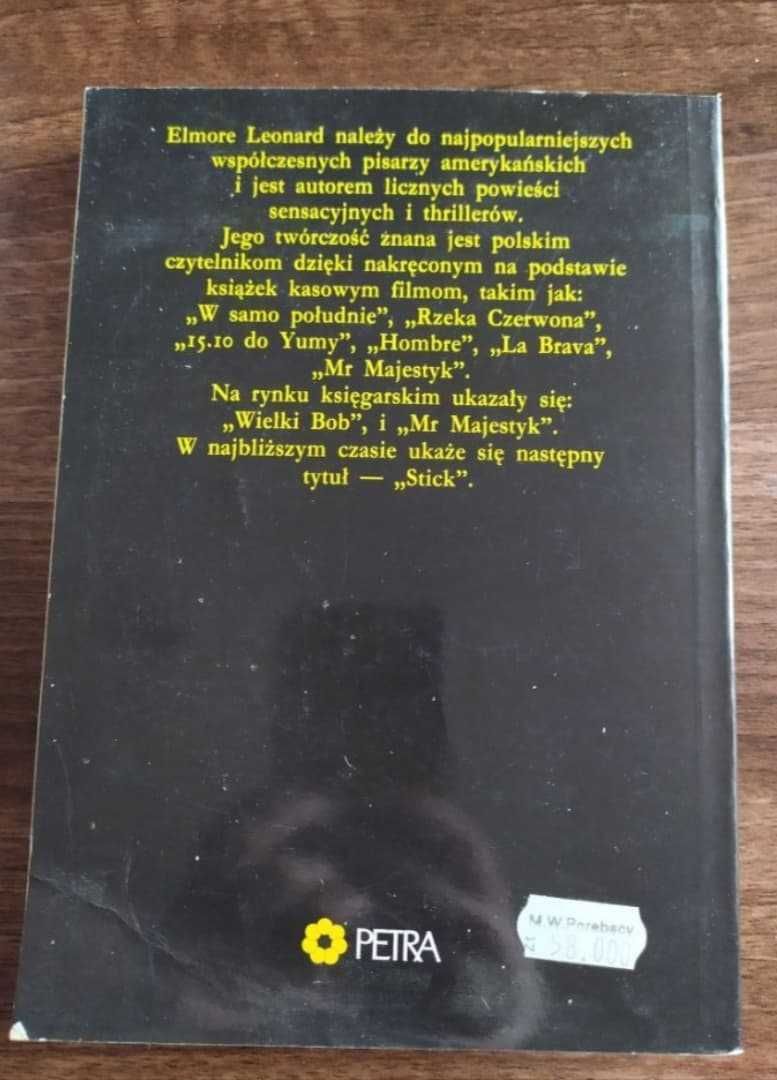 Elmore Leonard należy do najpopularniejszych
współczesnych pisarzy amerykańskich
i jest autorem licznych powieści
sensacyjnych i thrillerów.
Jego twórczość znana jest polskim
czytelnikom dzięki nakręconym na podstawie
książek kasowym filmom, takim jak:
„W samo południe”, „Rzeka Czerwona”,
„15.10 do Yumy”, „Hombre”, „La Brava”,
„Mr Majestyk”.
Na rynku księgarskim ukazały się:
„Wielki Bob”, i „Mr Majestyk”.
W najbliższym czasie ukaże się następny
tytuł — „Stick”.
PETRA
M.W.Porębscy
zł 58.000